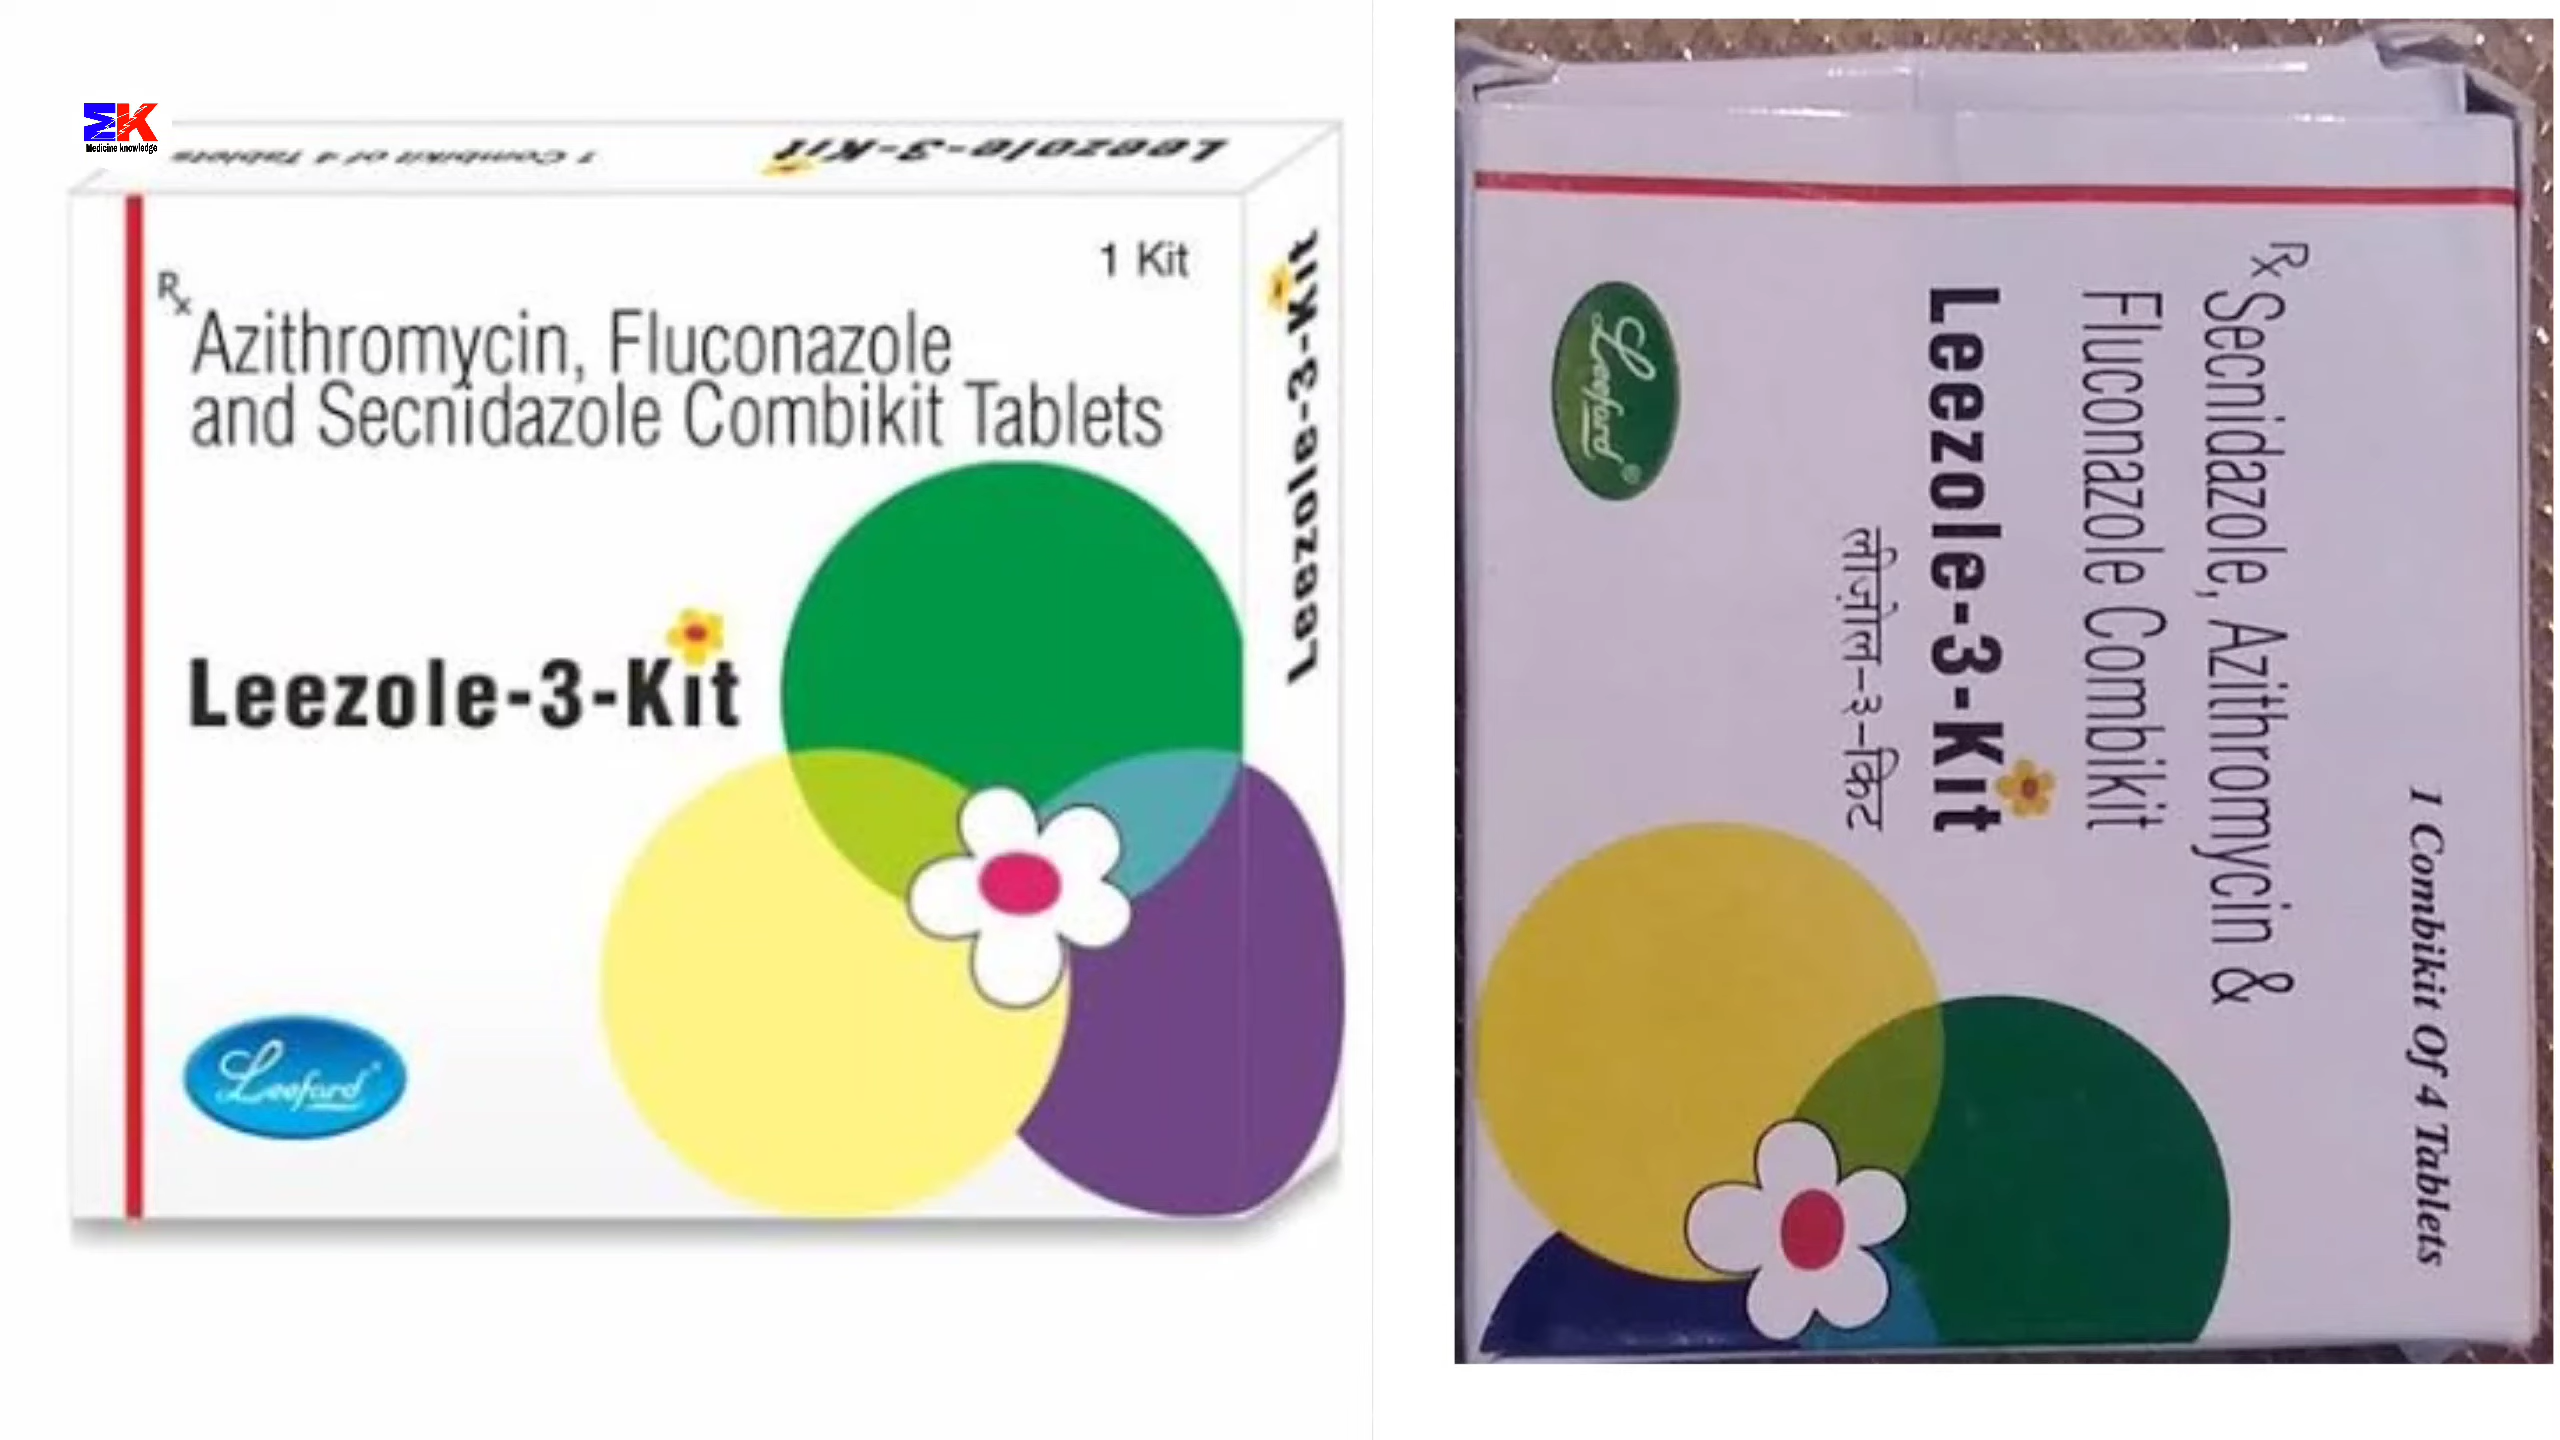 MK
Medicine knowledge
1 Combikit of 4 Tablets
Leezole-3-Kit
1 Kit
Rx
Azithromycin, Fluconazole
and Secnidazole Combikit Tablets
Leezole-3-Kit
Leezole-3-Kit
Leeford
1 Combikit Of 4 Tablets
Rx
Secnidazole, Azithromycin &
Fluconazole Combikit
Leezole-3-Kit
लीज़ोल-३-किट
Leeford®